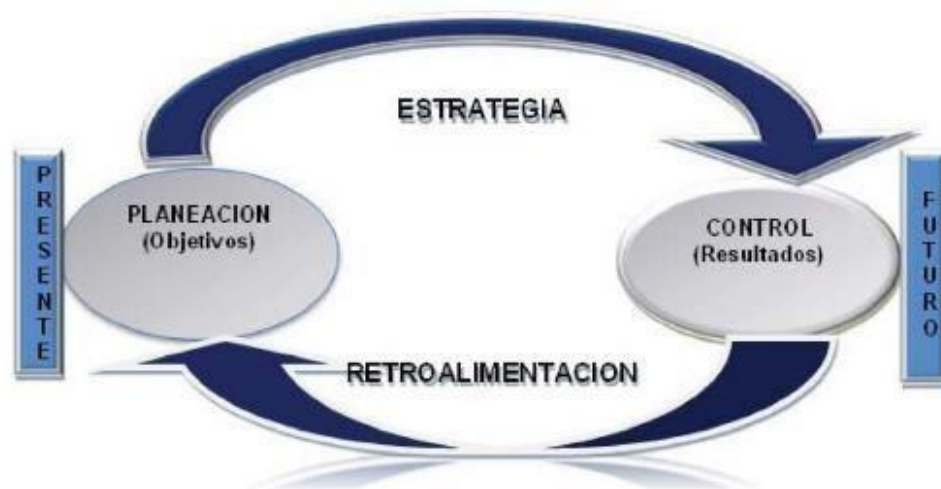 ESTRATEGIA
PRESENTE
PLANEACION
(Objetivos)
CONTROL
(Resultados)
FUTURO
RETROALIMENTACION